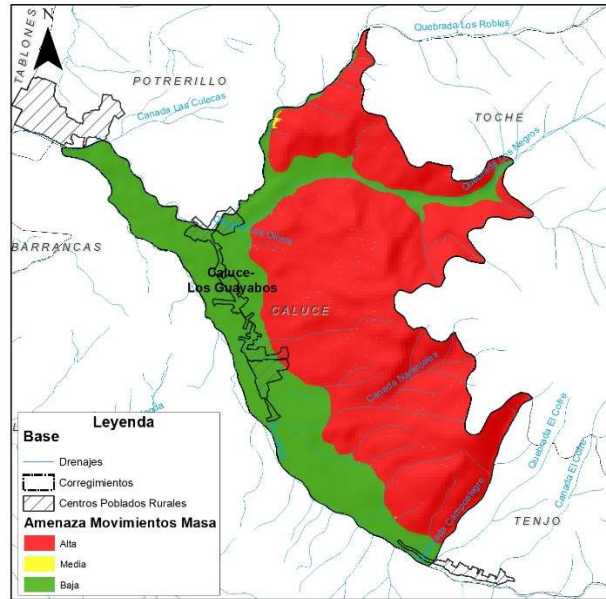 N
TABLONES
POTRERILLO
Canada Las Culecas
Quebrada Los Robles
TOCHE
Quebrada Los Negros
BARRANCAS
Caluce-
Los Guayabos
CALUCE
Canada Naranjales
Quebrada El Cofre
Canada El Cofre
Quebrada Campoalegre
TENJO
Leyenda
Base
Drenajes
Corregimientos
Centros Poblados Rurales
Amenaza Movimientos Masa
Alta
Media
Baja